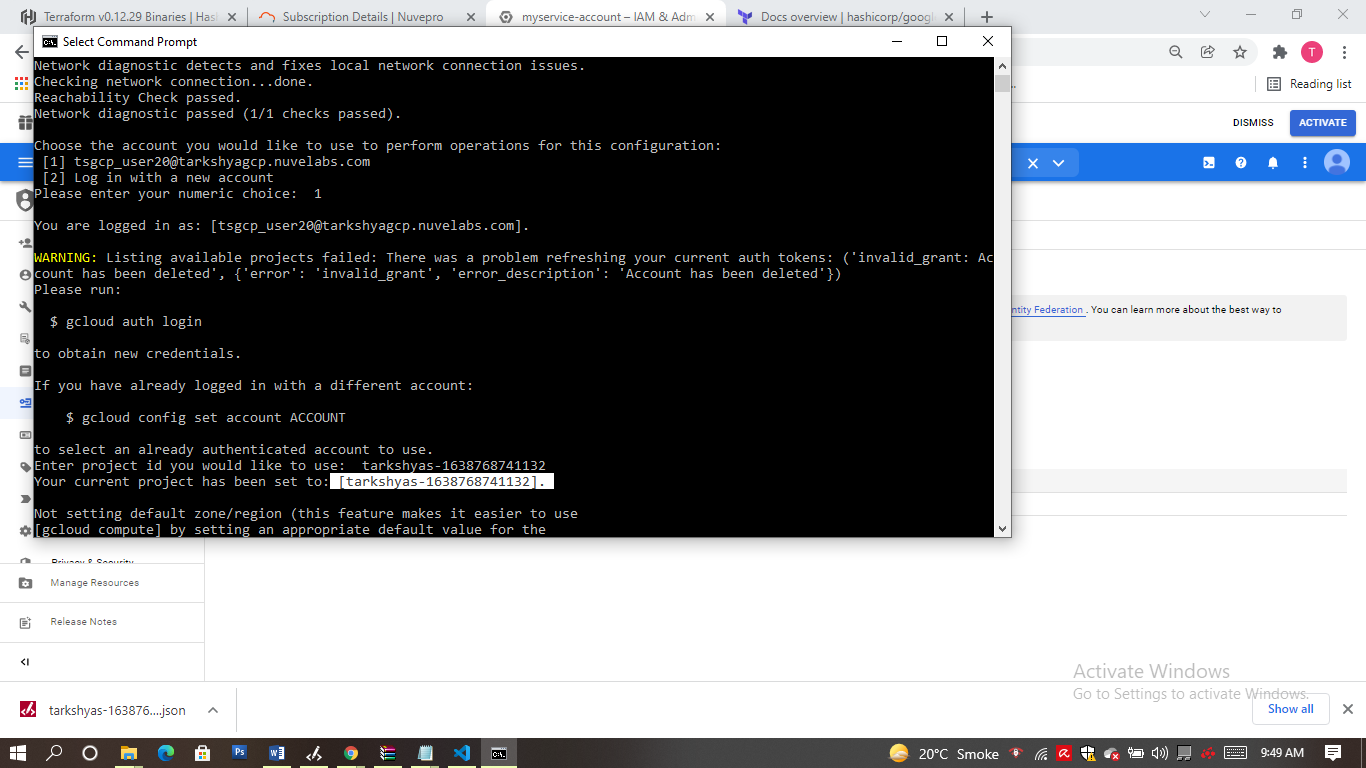 Terraform v0.12.29 Binaries | Has
Subscription Details | Nuvepro
myservice-account – IAM & Adm
Docs overview | hashicorp/googl
Select Command Prompt
T
Reading list
DISMISS
ACTIVATE
Network diagnostic detects and fixes local network connection issues.
Checking network connection...done.
Reachability Check passed.
Network diagnostic passed (1/1 checks passed).
Choose the account you would like to use to perform operations for this configuration:
[1] tsgcp_user20@tarkshyagcp.nuvelabs.com
[2] Log in with a new account
Please enter your numeric choice:  1
You are logged in as: [tsgcp_user20@tarkshyagcp.nuvelabs.com].
WARNING: Listing available projects failed: There was a problem refreshing your current auth tokens: ('invalid_grant: Ac
count has been deleted', {'error': 'invalid_grant', 'error_description': 'Account has been deleted'})
Please run:
$ gcloud auth login
to obtain new credentials.
If you have already logged in with a different account:
$ gcloud config set account ACCOUNT
to select an already authenticated account to use.
Enter project id you would like to use:  tarkshyas-1638768741132
Your current project has been set to: [tarkshyas-1638768741132].
Not setting default zone/region (this feature makes it easier to use
[gcloud compute] by setting an appropriate default value for the
ntity Federation . You can learn more about the best way to
Privacy & Security
Manage Resources
Release Notes
Activate Windows
Go to Settings to activate Windows.
tarkshyas-163876....json
Show all
20°C Smoke
9:49 AM